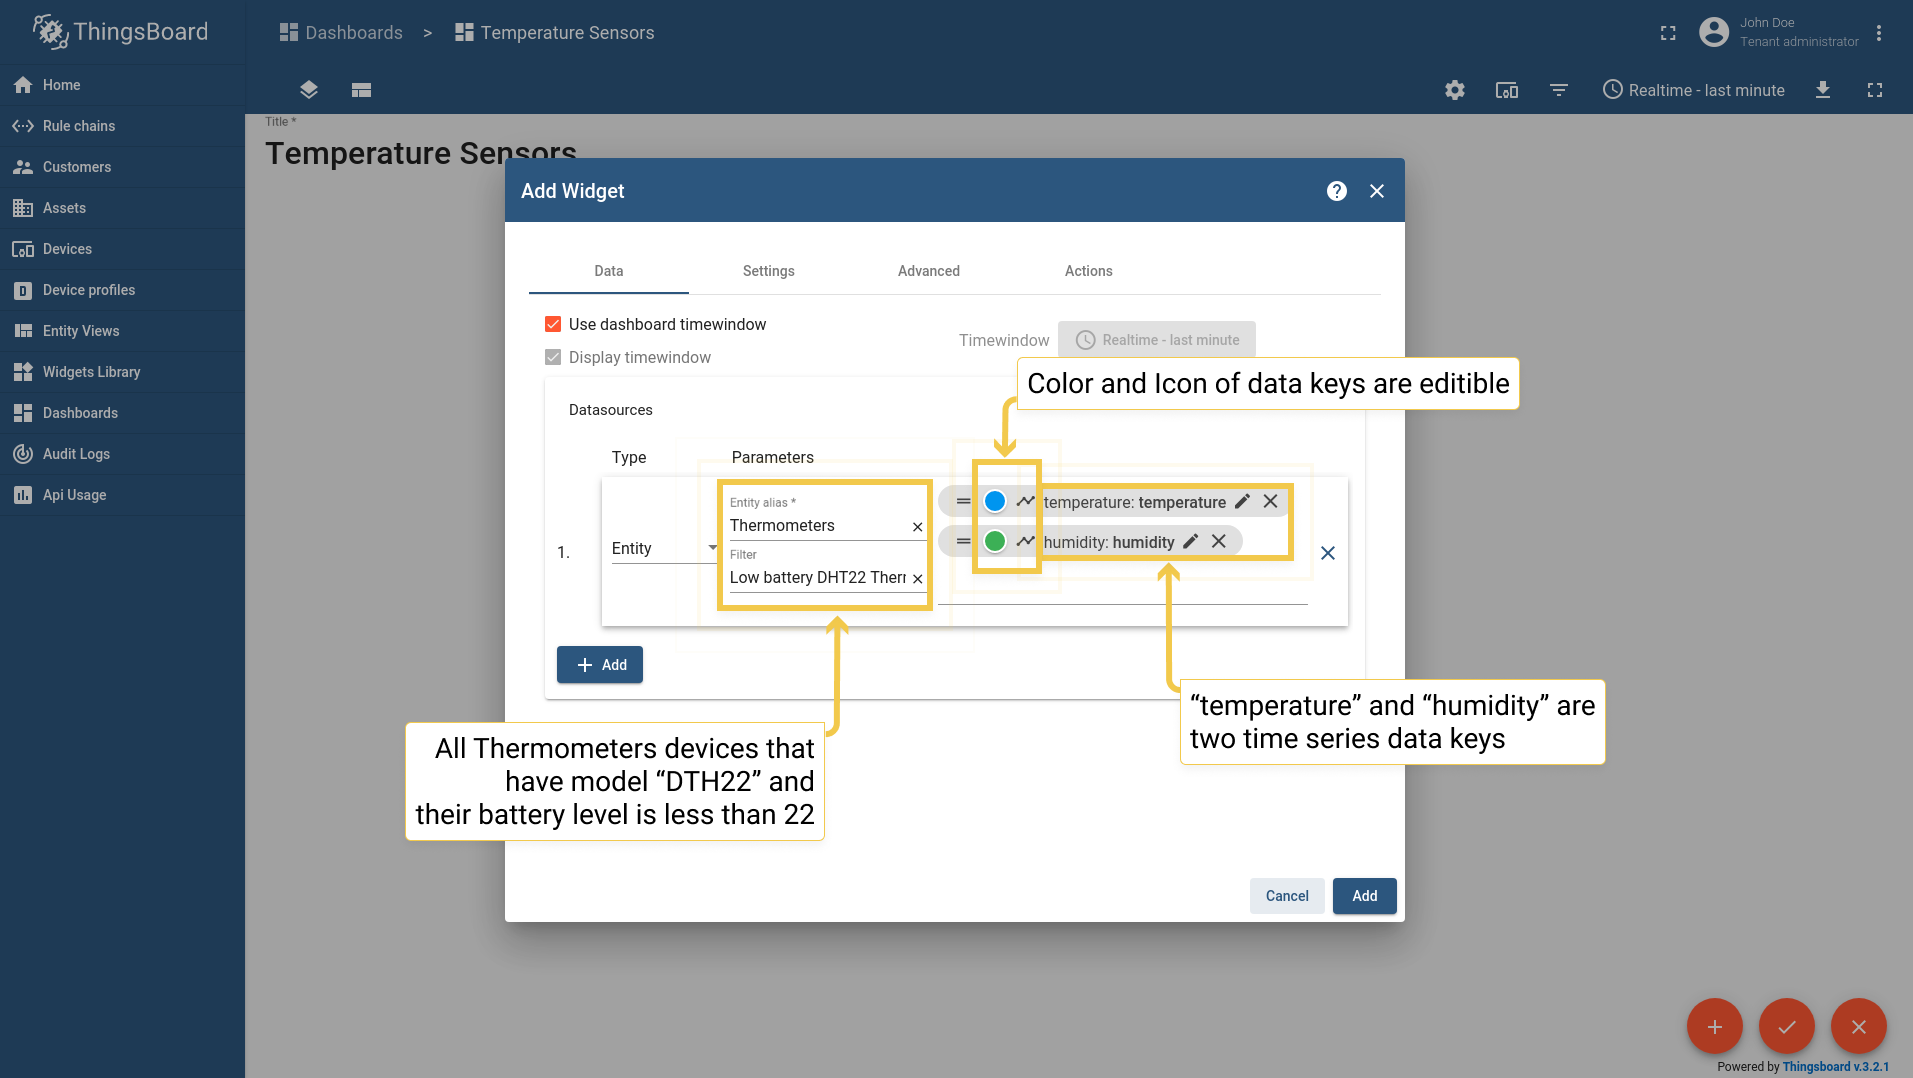 ThingsBoard
Dashboards > Temperature Sensors
John Doe
Tenant administrator
Home
Rule chains
Customers
Assets
Devices
Device profiles
Entity Views
Widgets Library
Dashboards
Audit Logs
Api Usage
Realtime - last minute
Title *
Temperature Sensors
Add Widget
Data Settings Advanced Actions
Use dashboard timewindow
Display timewindow
Timewindow Realtime - last minute
Color and Icon of data keys are editible
Datasources
Type Parameters
1.
Entity
Entity alias *
Thermometers
Filter
Low battery DHT22 Ther
temperature: temperature
humidity: humidity
Add
“temperature” and “humidity” are
two time series data keys
All Thermometers devices that
have model “DTH22” and
their battery level is less than 22
Cancel Add
Powered by Thingsboard v.3.2.1